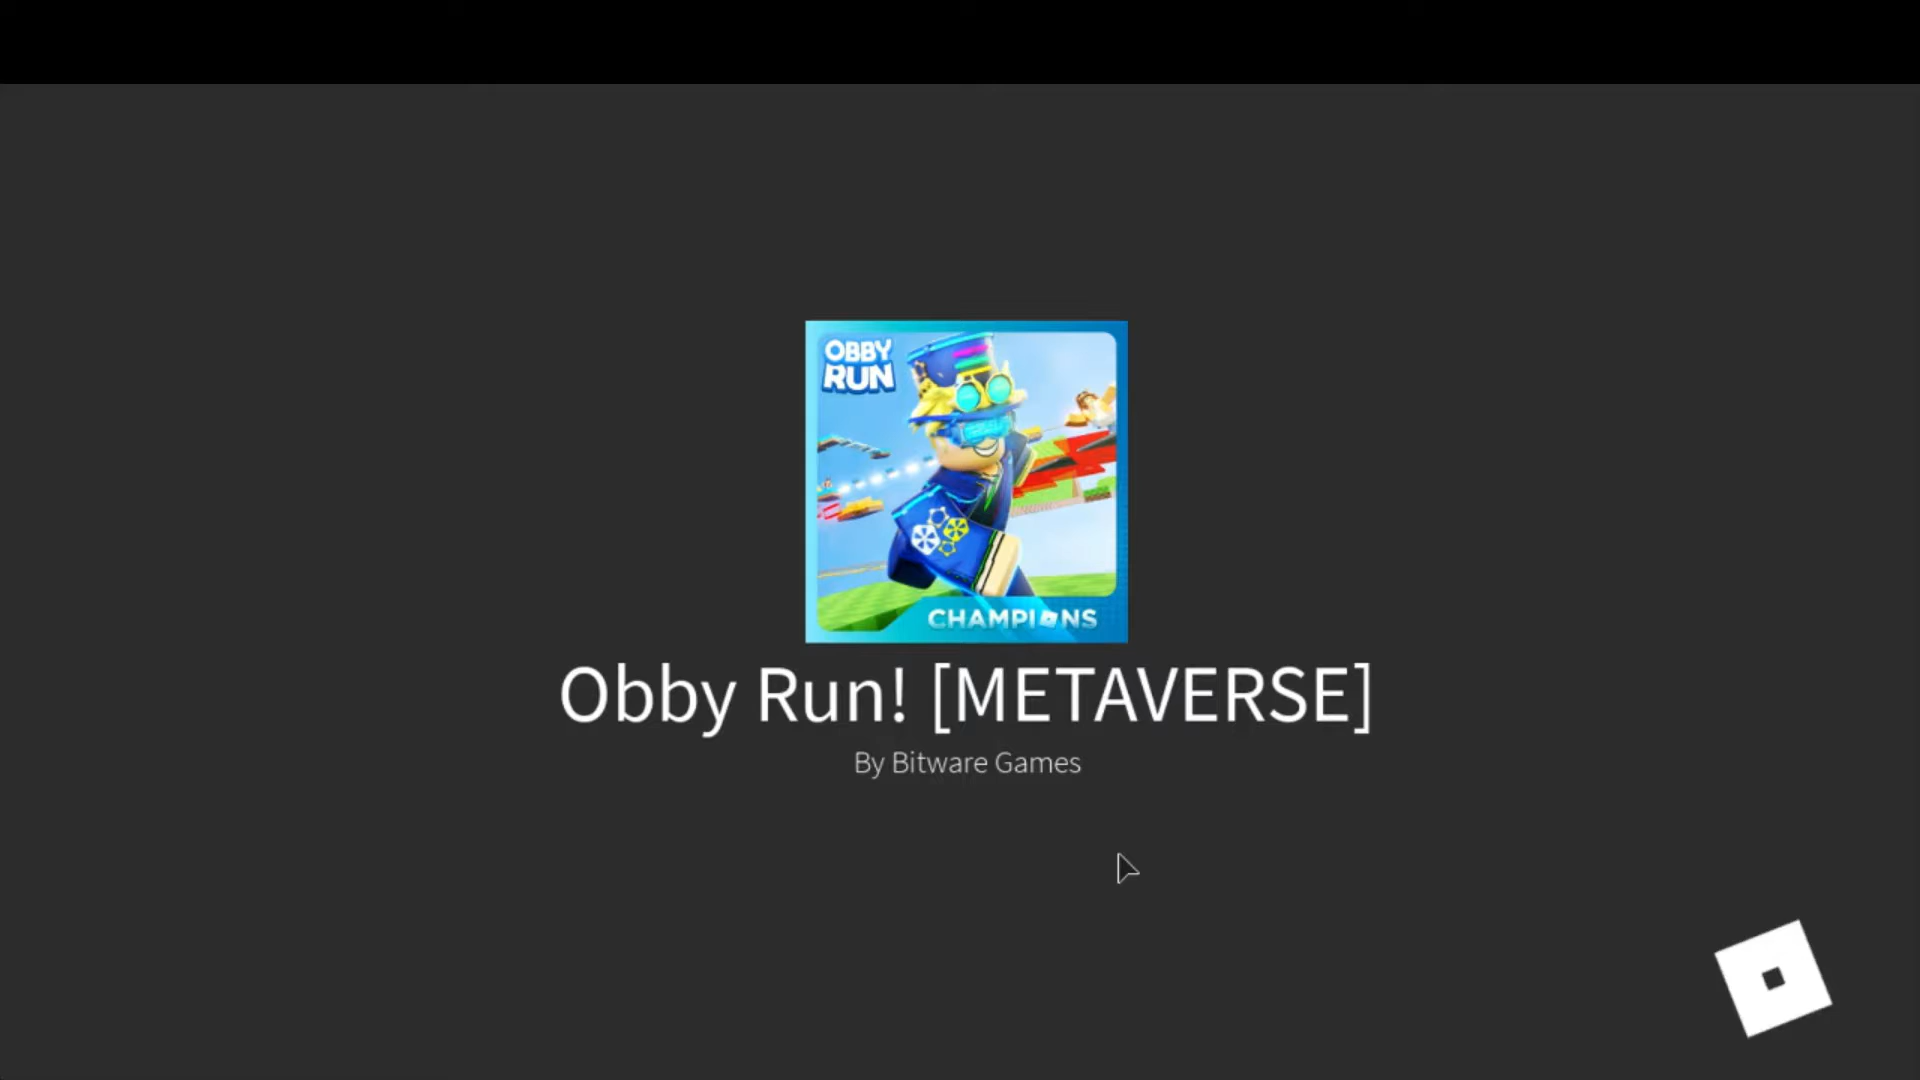 OBBY
RUN
CHAMPIONS
Obby Run! [METAVERSE]
By Bitware Games